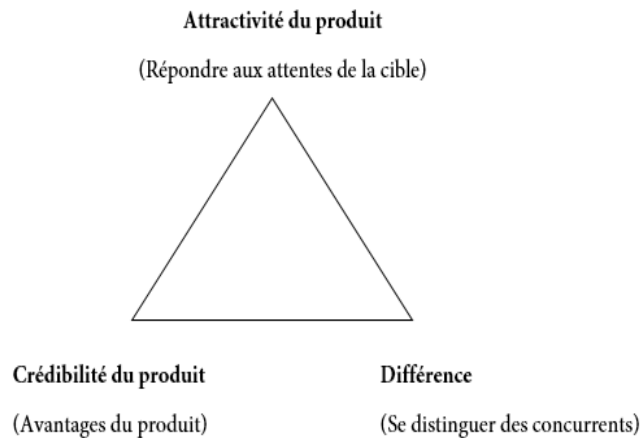 Attractivité du produit
(Répondre aux attentes de la cible)
Crédibilité du produit
Différence
(Avantages du produit)
(Se distinguer des concurrents)